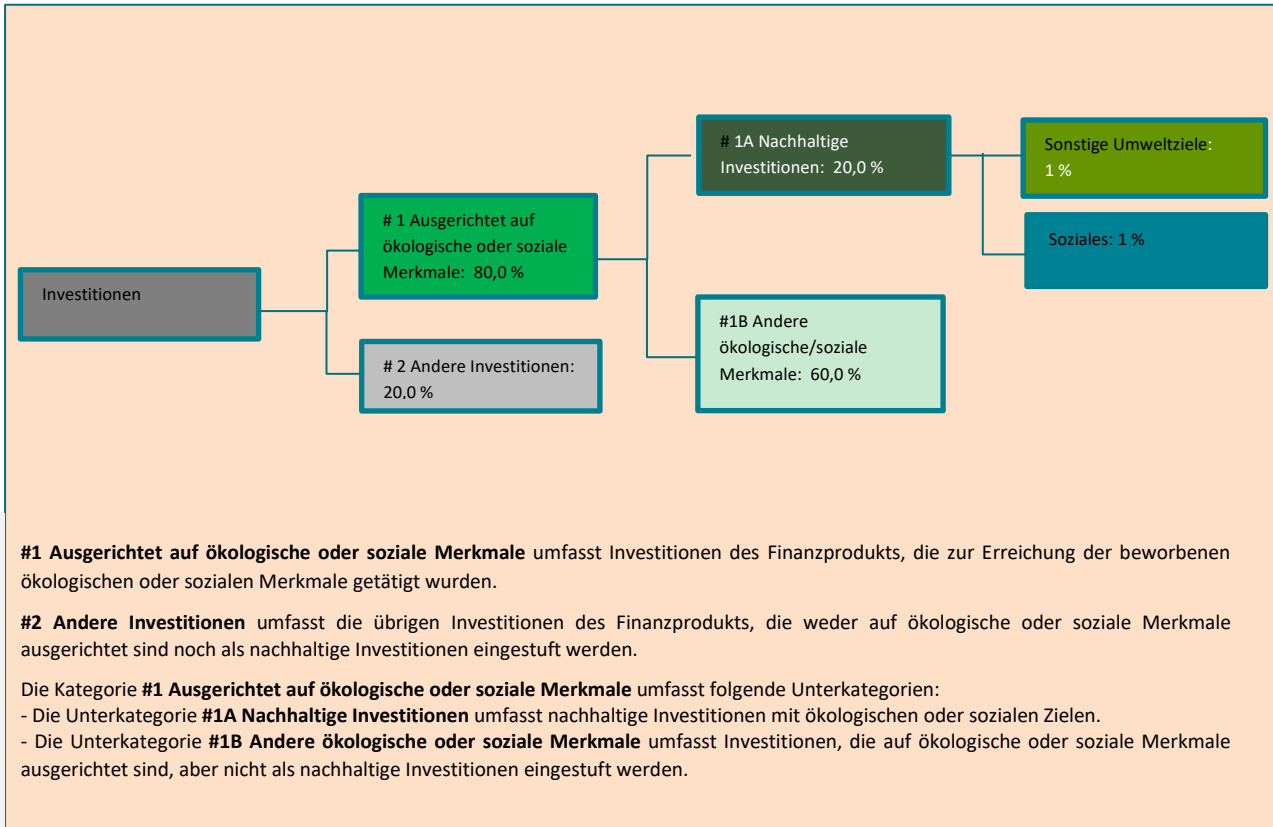 Investitionen
# 1 Ausgerichtet auf
ökologische oder soziale
Merkmale: 80,0 %
# 2 Andere Investitionen:
20,0 %
# 1A Nachhaltige
Investitionen: 20,0 %
#1B Andere
ökologische/soziale
Merkmale: 60,0 %
Sonstige Umweltziele:
1 %
Soziales: 1 %
#1 Ausgerichtet auf ökologische oder soziale Merkmale umfasst Investitionen des Finanzprodukts, die zur Erreichung der beworbenen
ökologischen oder sozialen Merkmale getätigt wurden.
#2 Andere Investitionen umfasst die übrigen Investitionen des Finanzprodukts, die weder auf ökologische oder soziale Merkmale
ausgerichtet sind noch als nachhaltige Investitionen eingestuft werden.
Die Kategorie #1 Ausgerichtet auf ökologische oder soziale Merkmale umfasst folgende Unterkategorien:
- Die Unterkategorie #1A Nachhaltige Investitionen umfasst nachhaltige Investitionen mit ökologischen oder sozialen Zielen.
- Die Unterkategorie #1B Andere ökologische oder soziale Merkmale umfasst Investitionen, die auf ökologische oder soziale Merkmale
ausgerichtet sind, aber nicht als nachhaltige Investitionen eingestuft werden.